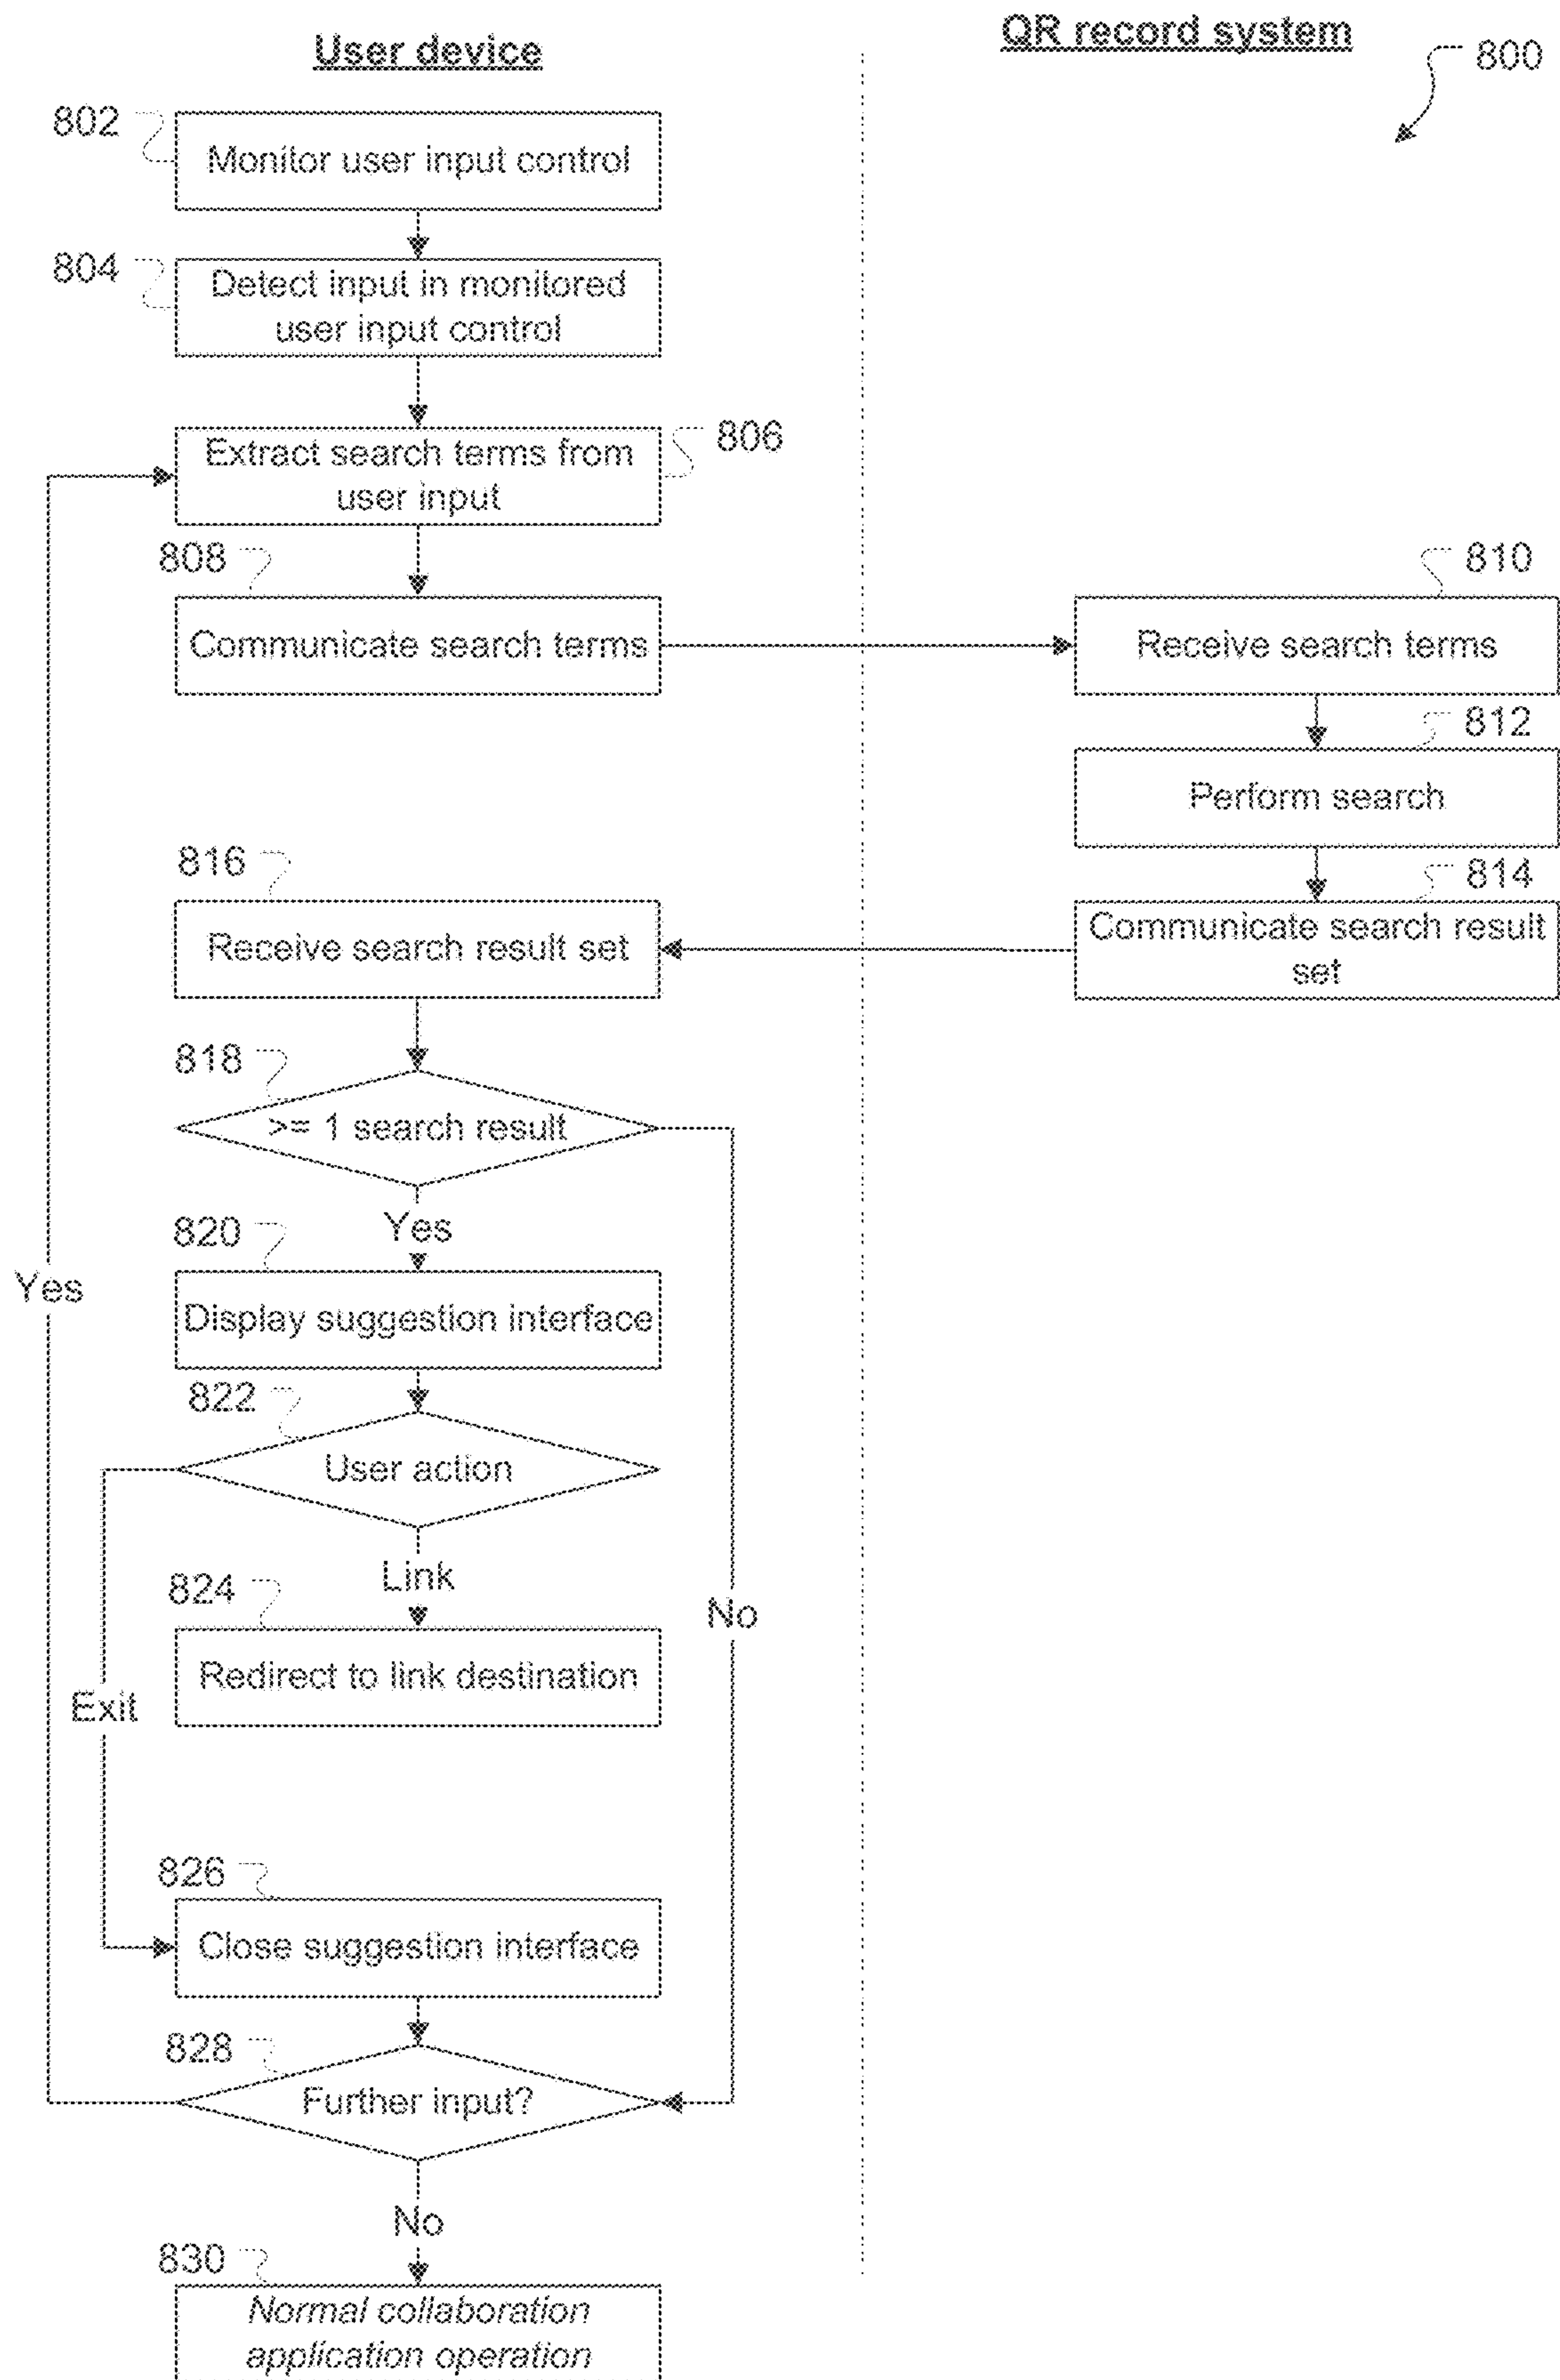 User device
QR record system
800
802
Monitor user input control
804
Detect input in monitored
user input control
806
Extract search terms from
user input
808
Communicate search terms
810
Receive search terms
812
Perform search
814
Communicate search result
set
816
Receive search result set
818
>= 1 search result
Yes
No
820
Display suggestion interface
822
User action
Link
Exit
824
Redirect to link destination
826
Close suggestion interface
828
Further input?
Yes
No
830
Normal collaboration
application operation